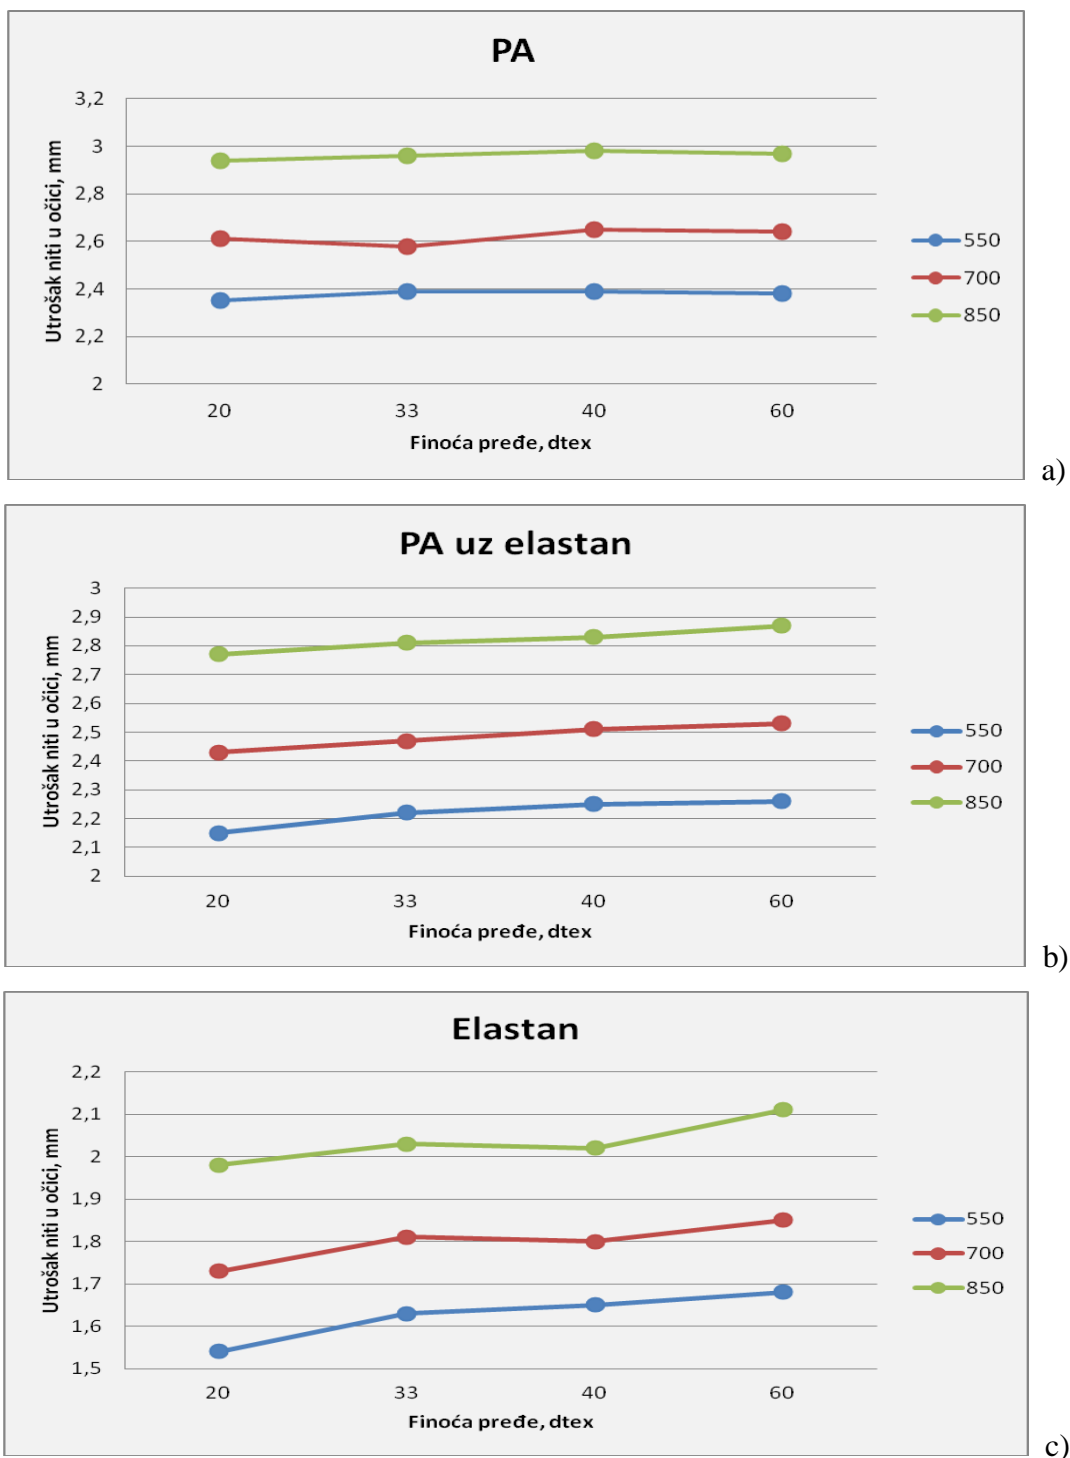 PA
3,2
3
2,8
2,6
2,4
2,2
2
Utrošak niti u očici, mm
20 33 40 60
Finoća pređe, dtex
550
700
850
a)
PA uz elastan
3
2,9
2,8
2,7
2,6
2,5
2,4
2,3
2,2
2,1
2
Utrošak niti u očici, mm
20 33 40 60
Finoća pređe, dtex
550
700
850
b)
Elastan
2,2
2,1
2
1,9
1,8
1,7
1,6
1,5
Utrošak niti u očici, mm
20 33 40 60
Finoća pređe, dtex
550
700
850
c)